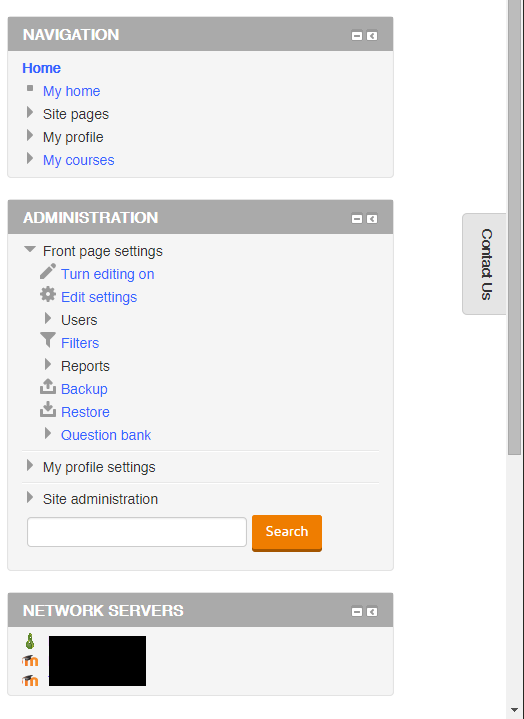 NAVIGATION
Home
My home
Site pages
My profile
My courses
ADMINISTRATION
Front page settings
Turn editing on
Edit settings
Users
Filters
Reports
Backup
Restore
Question bank
My profile settings
Site administration
Search
NETWORK SERVERS
Contact Us